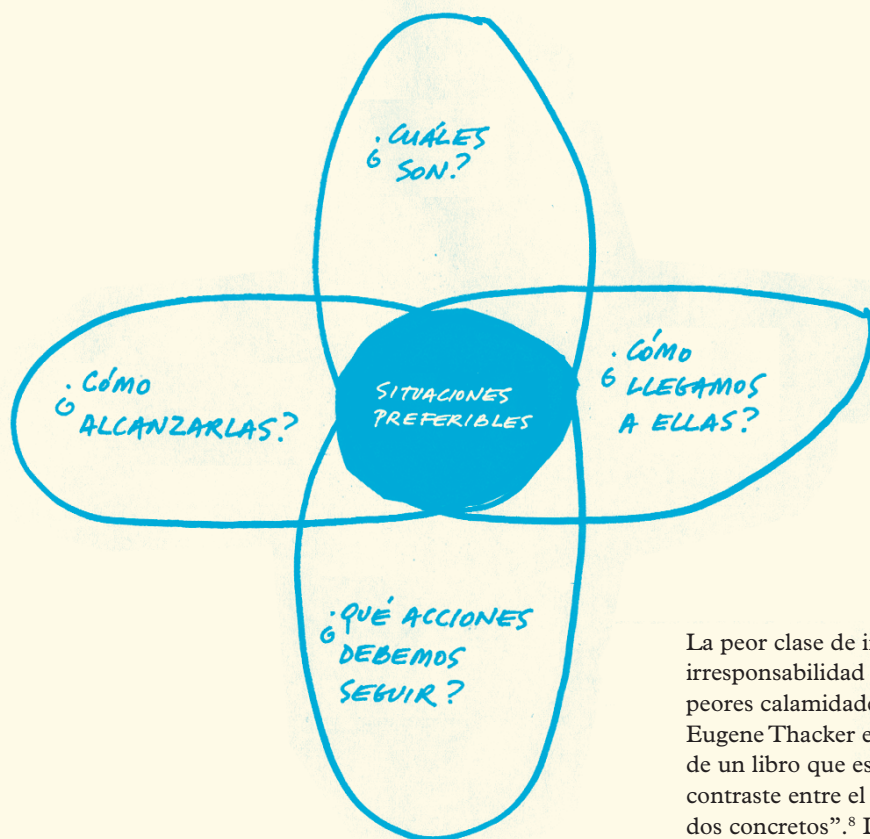 ¿CUÁLES
SON?
¿CÓMO
ALCANZARLAS?
SITUACIONES
PREFERIBLES
¿CÓMO
LLEGAMOS
A ELLAS?
¿QUÉ ACCIONES
DEBEMOS
SEGUIR?
La peor clase de
irresponsabilidad
peores
Eugene Thacker
de un libro que
contraste entre el
dos concretos”.⁸